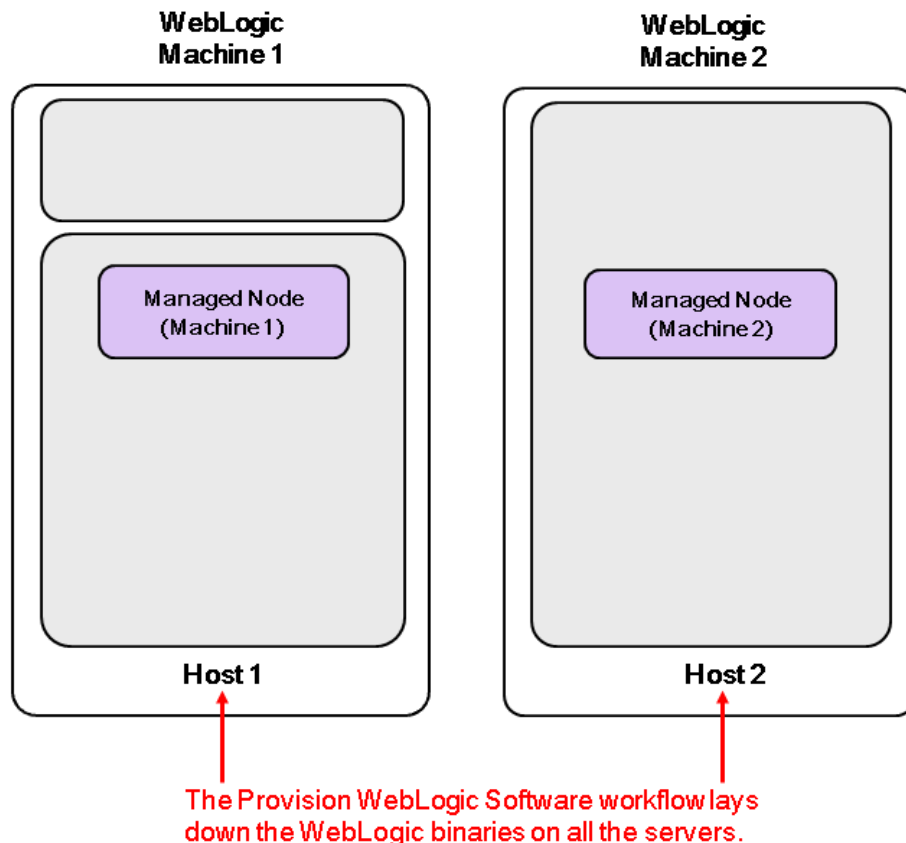 WebLogic
Machine 1
WebLogic
Machine 2
Managed Node
(Machine 1)
Managed Node
(Machine 2)
Host 1
Host 2
The Provision WebLogic Software workflow lays
down the WebLogic binaries on all the servers.